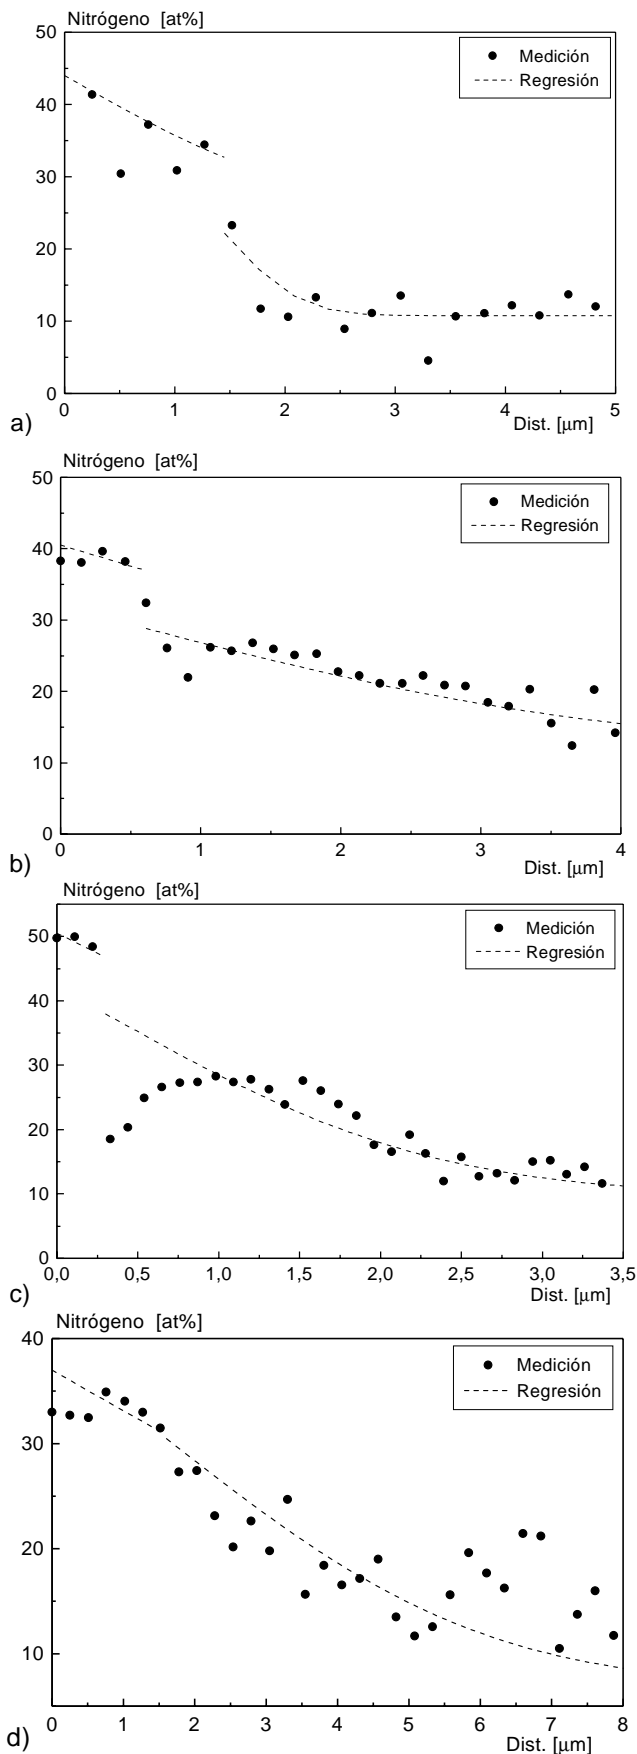 Nitrógeno [at%]
50
40
30
20
10
0
Medición
Regresión
0 1 2 3 4 5
Dist. [μm]
a)
Nitrógeno [at%]
50
40
30
20
10
0
Medición
Regresión
0 1 2 3 4
Dist. [μm]
b)
Nitrógeno [at%]
50
40
30
20
10
0
Medición
Regresión
0,0 0,5 1,0 1,5 2,0 2,5 3,0 3,5
Dist. [μm]
c)
Nitrógeno [at%]
40
30
20
10
Medición
Regresión
0 1 2 3 4 5 6 7 8
Dist. [μm]
d)